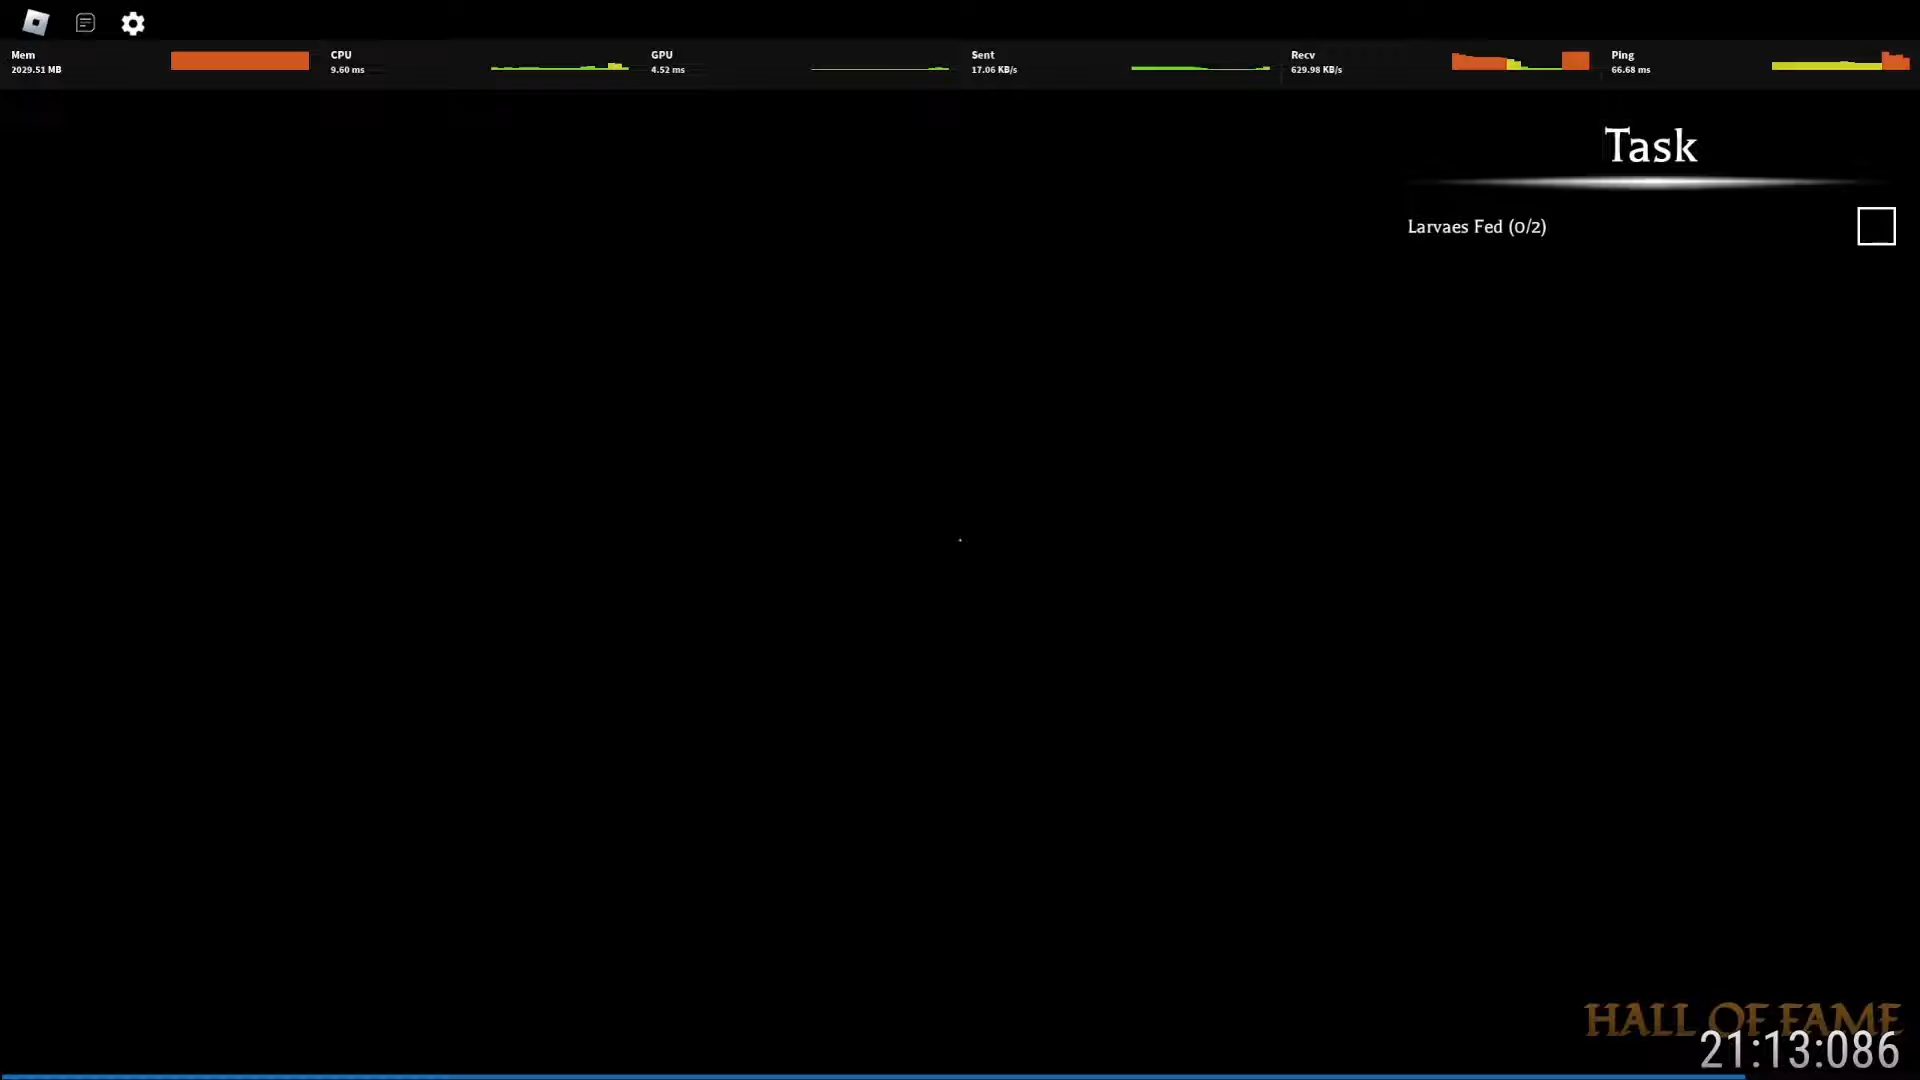 Mem
2029.51 MB
CPU
9.60 ms
GPU
4.52 ms
Sent
17.06 KB/s
Recv
629.98 KB/s
Ping
66.68 ms
Task
Larvaes Fed (0/2)
HALL OF FAME
21:13:086